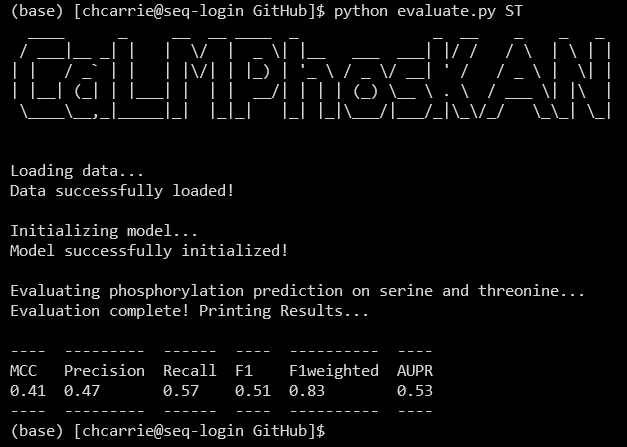 (base) [chcarrie@seq-login GitHub]$ python evaluate.py ST
CaLMPhosKAN
Loading data...
Data successfully loaded!
Initializing model...
Model successfully initialized!
Evaluating phosphorylation prediction on serine and threonine...
Evaluation complete! Printing Results...
---- --------- ------ ---- ---------- ----
MCC Precision Recall F1 F1weighted AUPR
0.41 0.47 0.57 0.51 0.83 0.53
---- --------- ------ ---- ---------- ----
(base) [chcarrie@seq-login GitHub]$